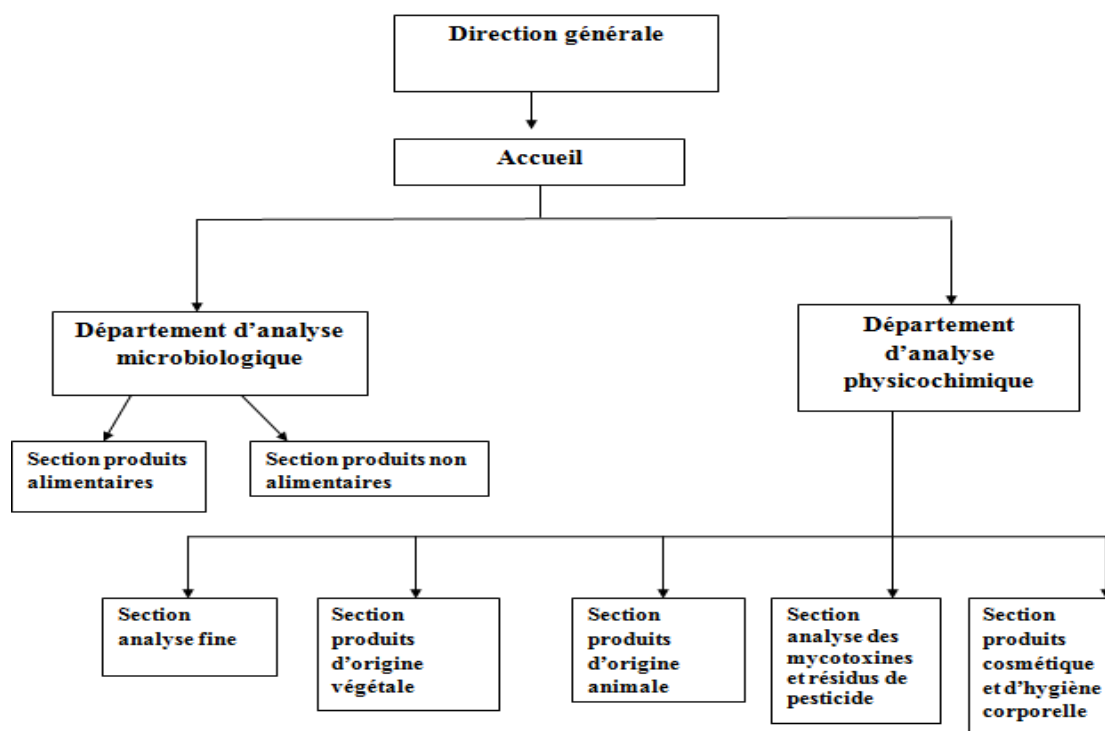 Direction générale
Accueil
Département d'analyse
microbiologique
Département
d'analyse
physicochimique
Section produits
alimentaires
Section produits non
alimentaires
Section
analyse fine
Section
produits
d'origine
végétale
Section
produits
d'origine
animale
Section
analyse des
mycotoxines
et résidus de
pesticide
Section
produits
cosmétique
et d'hygiène
corporelle